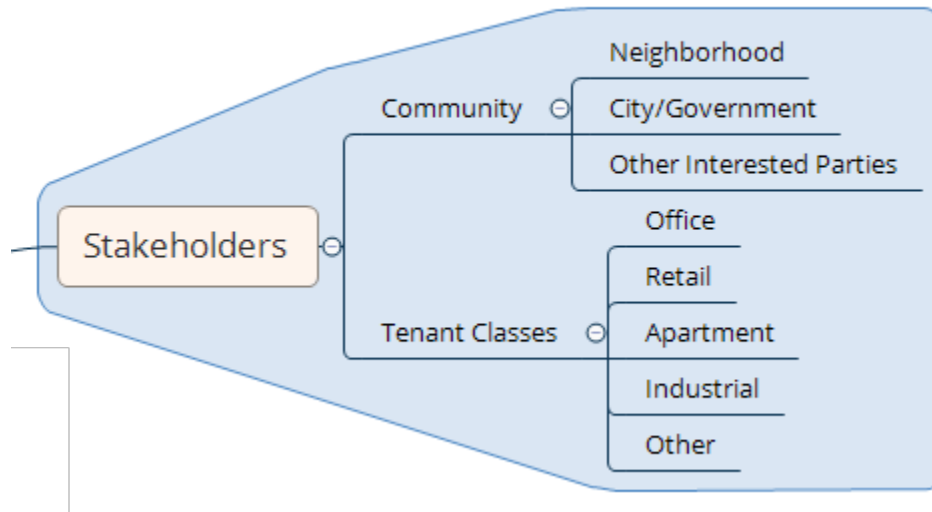 Stakeholders
Community
Neighborhood
City/Government
Other Interested Parties
Tenant Classes
Office
Retail
Apartment
Industrial
Other